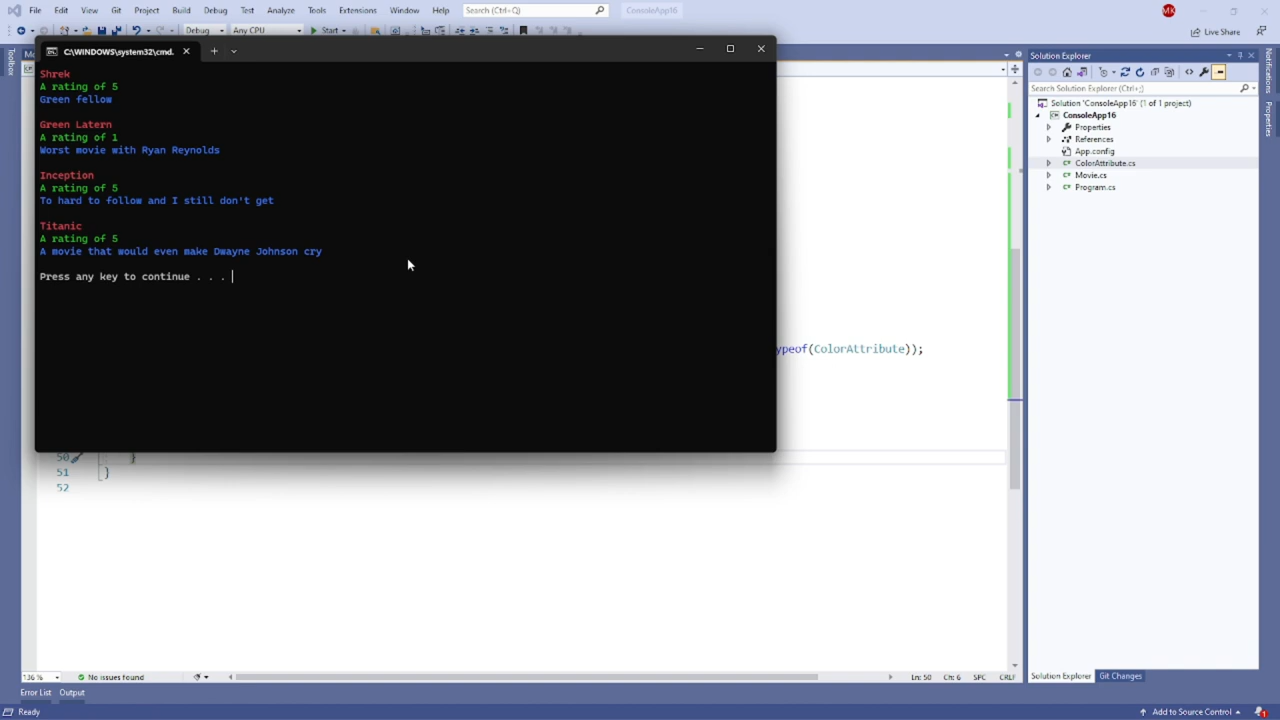 File Edit View Git Project Build Debug Test Analyze Tools Extensions Window Help Search (Ctrl+Q) ConsoleApp16 MK
Debug Any CPU Start Live Share
C:\WINDOWS\system32\cmd.
Shrek
A rating of 5
Green fellow
Green Latern
A rating of 1
Worst movie with Ryan Reynolds
Inception
A rating of 5
To hard to follow and I still don't get
Titanic
A rating of 5
A movie that would even make Dwayne Johnson cry
Press any key to continue . . .
ypeof(ColorAttribute));
50 }
51 }
52
Toolbox
Solution Explorer
Search Solution Explorer (Ctrl+;)
Solution 'ConsoleApp16' (1 of 1 project)
ConsoleApp16
Properties
References
App.config
ColorAttribute.cs
Movie.cs
Program.cs
Notifications
Properties
136 % No issues found Ln: 50 Ch: 6 SPC CRLF
Solution Explorer Git Changes
Error List Output
Ready Add to Source Control 1